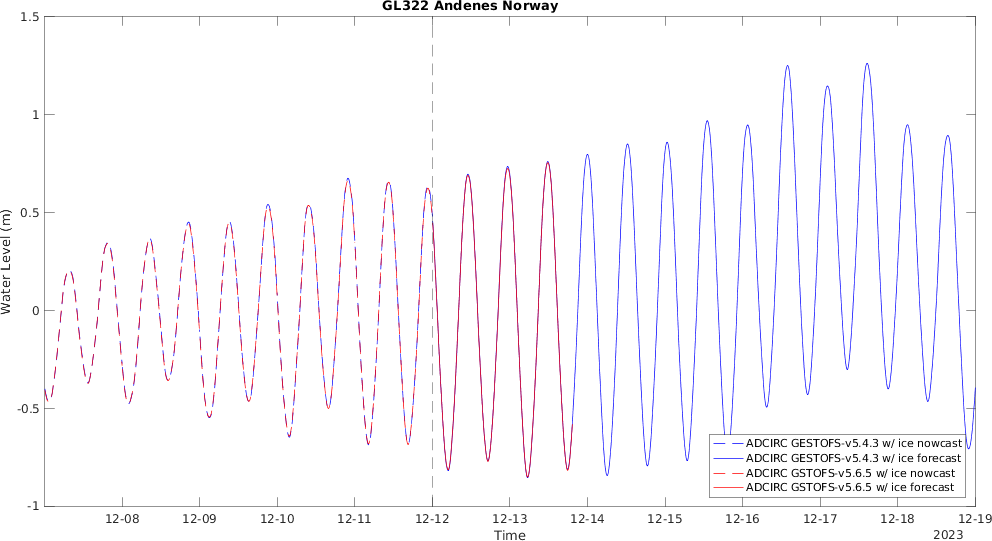 GL322 Andenes Norway
1.5
1
0.5
0
-0.5
-1
Water Level (m)
ADCIRC GESTOFS-v5.4.3 w/ ice nowcast
ADCIRC GESTOFS-v5.4.3 w/ ice forecast
ADCIRC GSTOFS-v5.6.5 w/ ice nowcast
ADCIRC GSTOFS-v5.6.5 w/ ice forecast
12-08 12-09 12-10 12-11 12-12 12-13 12-14 12-15 12-16 12-17 12-18 12-19
Time
2023